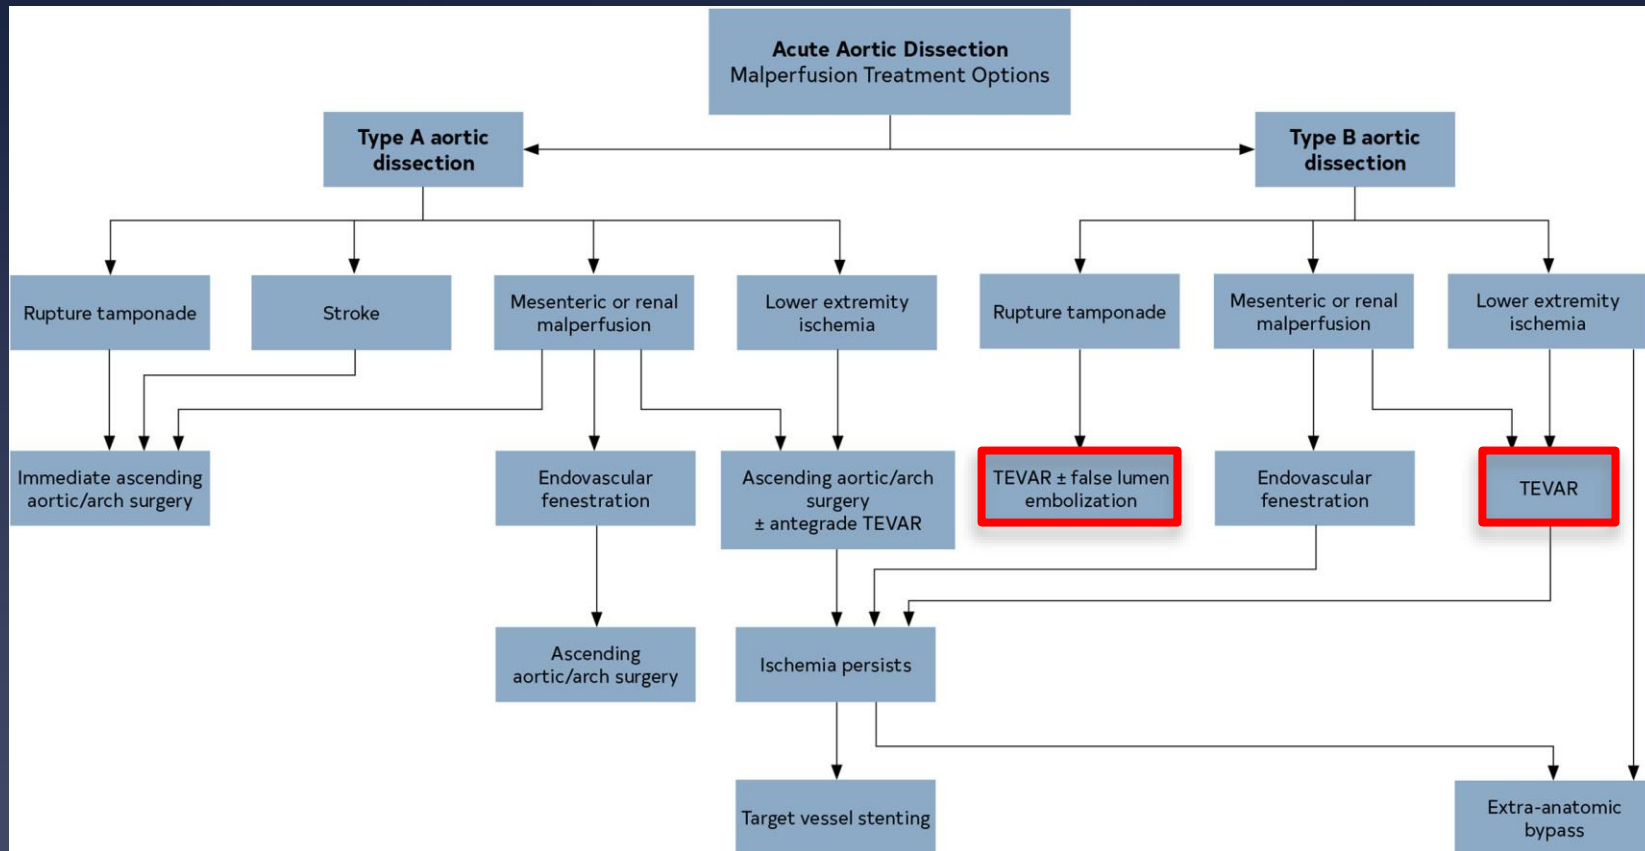 Acute Aortic Dissection
Malperfusion Treatment Options
Type A aortic
dissection
Type B aortic
dissection
Rupture tamponade
Stroke
Mesenteric or renal
malperfusion
Lower extremity
ischemia
Rupture tamponade
Mesenteric or renal
malperfusion
Lower extremity
ischemia
Immediate ascending
aortic/arch surgery
Endovascular
fenestration
Ascending aortic/arch
surgery
± antegrade TEVAR
TEVAR ± false lumen
embolization
Endovascular
fenestration
TEVAR
Ascending
aortic/arch surgery
Ischemia persists
Target vessel stenting
Extra-anatomic
bypass